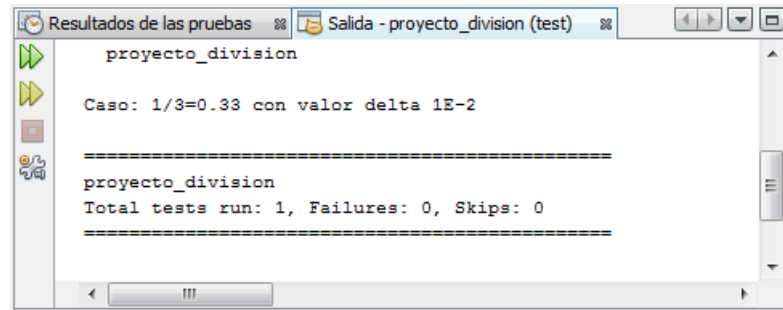 Resultados de las pruebas
Salida - proyecto_division (test)
proyecto_division
Caso: 1/3=0.33 con valor delta 1E-2
===============================================
proyecto_division
Total tests run: 1, Failures: 0, Skips: 0
===============================================